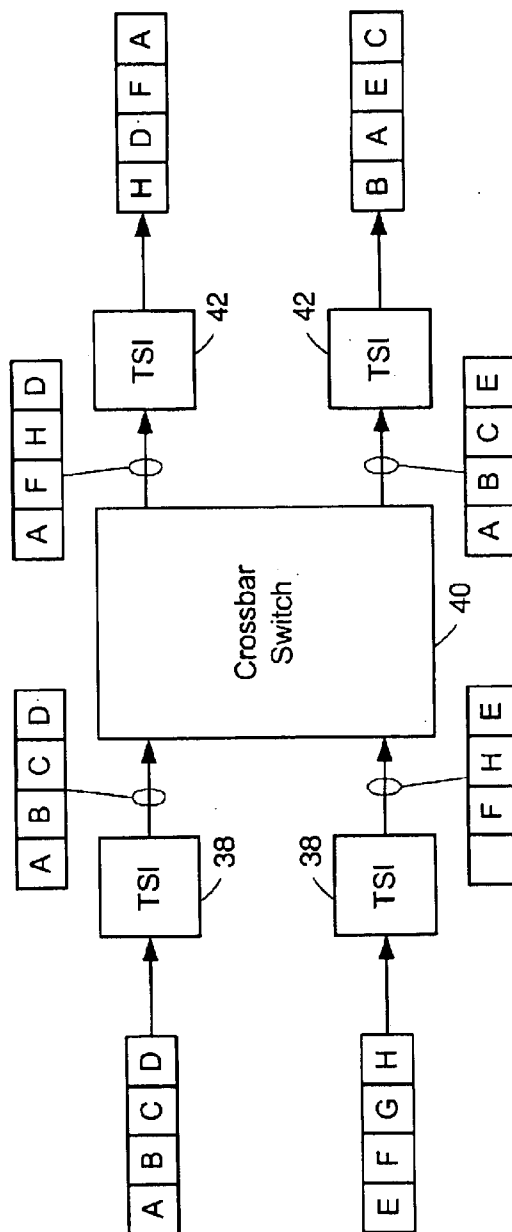 A B C D
A F H D
A B C D
TSI
38
TSI
42
H D F A
Crossbar
Switch
40
E F G H
TSI
38
F H E
A B C E
TSI
42
B A E C